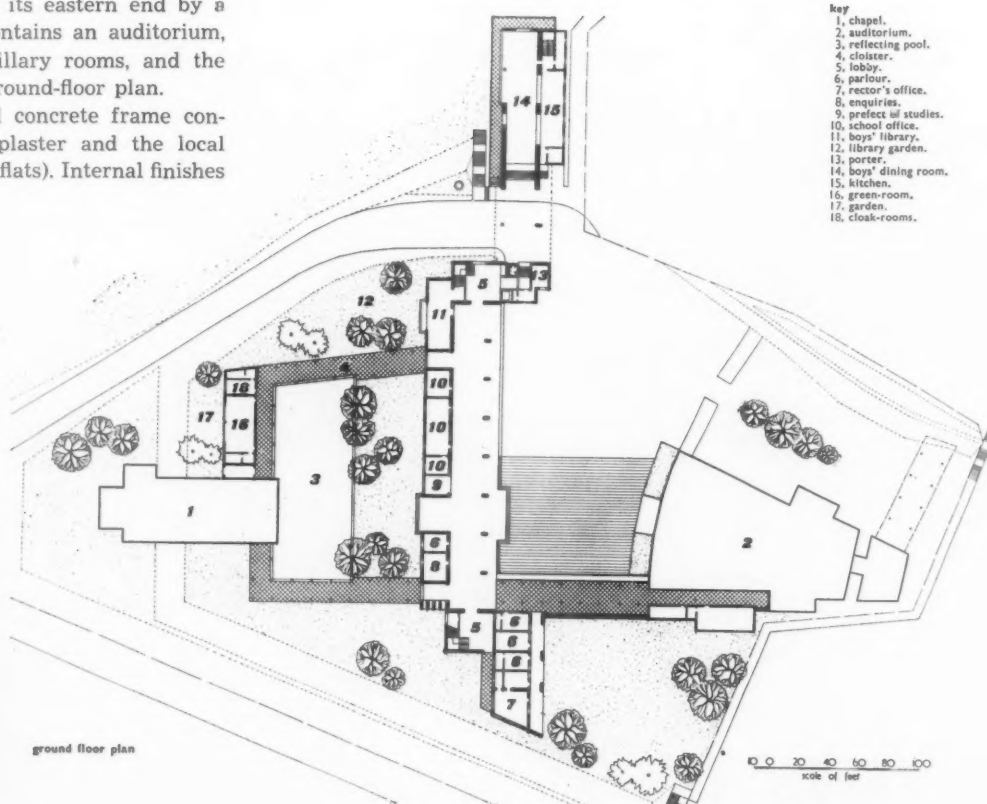 its eastern end by a
ntains an auditorium,
illary rooms, and the
round-floor plan.
l concrete frame con-
plaster and the local
flats). Internal finishes
key
1, chapel.
2, auditorium.
3, reflecting pool.
4, cloister.
5, lobby.
6, parlour.
7, rector's office.
8, enquiries.
9, prefect of studies.
10, school office.
11, boys' library.
12, library garden.
13, porter.
14, boys' dining room.
15, kitchen.
16, green-room.
17, garden.
18, cloak-rooms.
14
15
13
5
12
11
4
18
10
17
16
10
3
10
9
1
2
6
8
5
6
6
6
7
ground floor plan
10 0 20 40 60 80 100
scale of feet